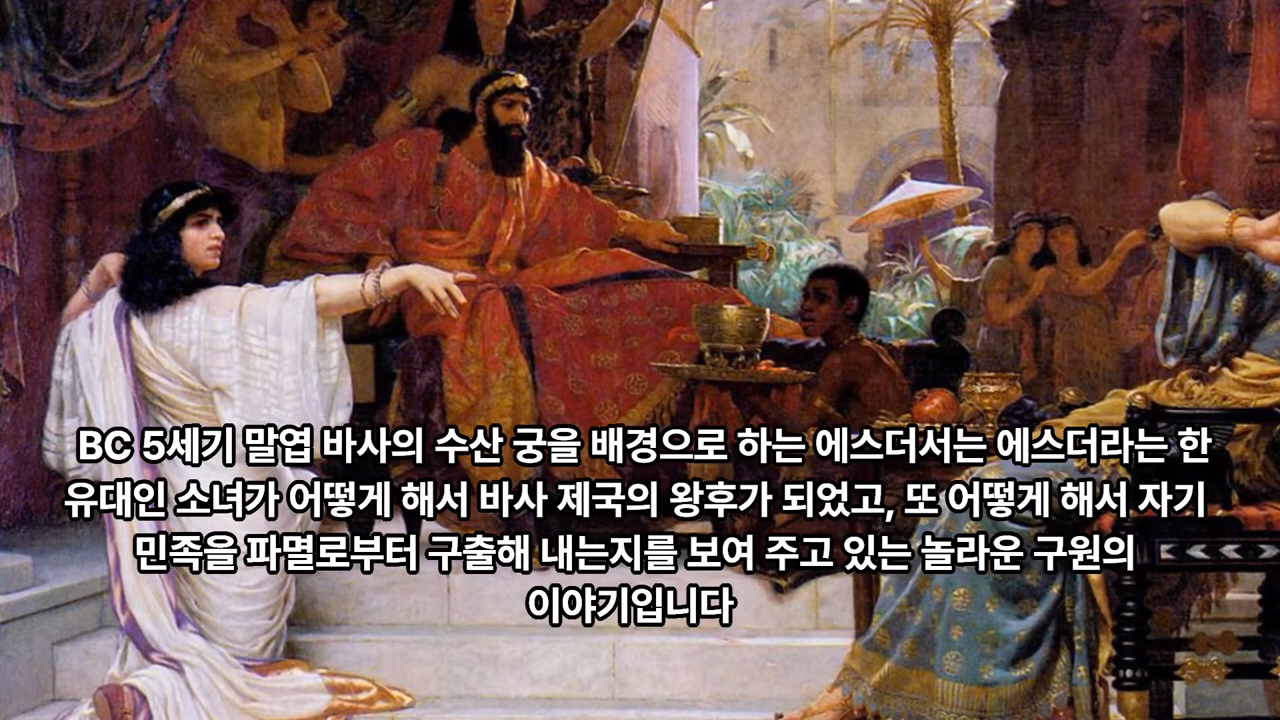 BC 5세기 말엽 바사의 수산 궁을 배경으로 하는 에스더서는 에스더라는 한
유대인 소녀가 어떻게 해서 바사 제국의 왕후가 되었고, 또 어떻게 해서 자기
민족을 파멸로부터 구출해 내는지를 보여 주고 있는 놀라운 구원의
이야기입니다